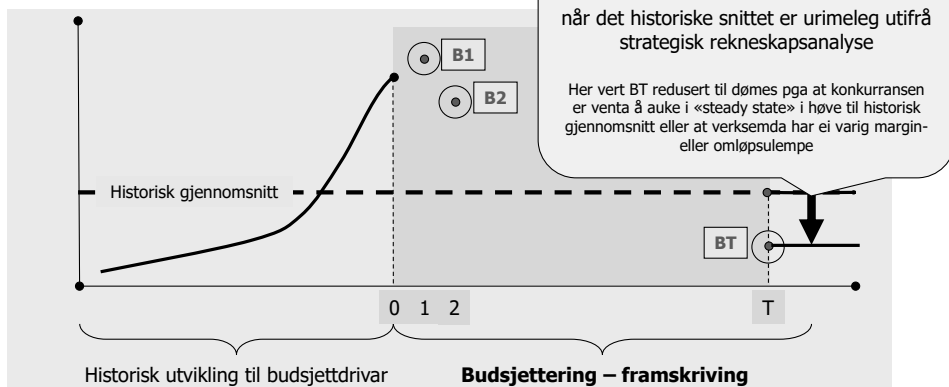 når det historiske snittet er urimeleg utifrå
strategisk rekneskapsanalyse
Her vert BT redusert til dømes pga at konkurransen
er venta å auke i «steady state» i høve til historisk
gjennomsnitt eller at verksemda har ei varig margin-
eller omløpsulempe
B1
B2
Historisk gjennomsnitt
BT
0 1 2 T
Historisk utvikling til budsjettdrivar
Budsjettering – framskriving